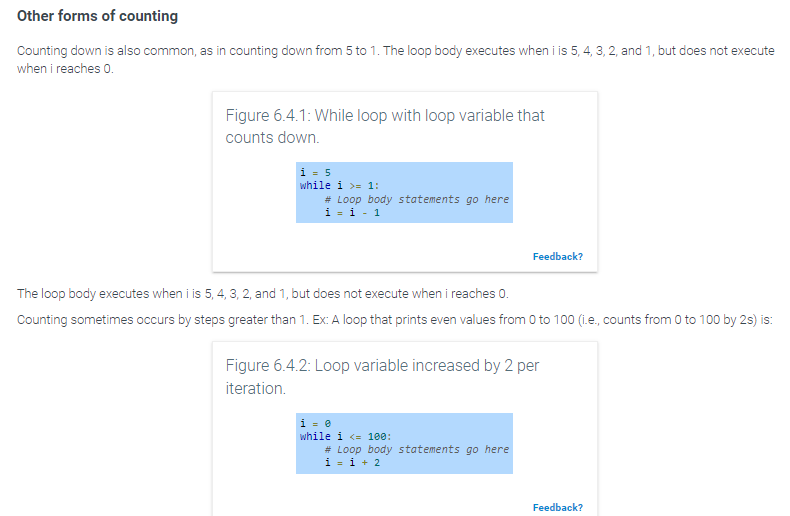 Other forms of counting
Counting down is also common, as in counting down from 5 to 1. The loop body executes when i is 5, 4, 3, 2, and 1, but does not execute
when i reaches 0.
Figure 6.4.1: While loop with loop variable that
counts down.
i = 5
while i >= 1:
    # Loop body statements go here
    i = i - 1
Feedback?
The loop body executes when i is 5, 4, 3, 2, and 1, but does not execute when i reaches 0.
Counting sometimes occurs by steps greater than 1. Ex: A loop that prints even values from 0 to 100 (i.e., counts from 0 to 100 by 2s) is:
Figure 6.4.2: Loop variable increased by 2 per
iteration.
i = 0
while i <= 100:
    # Loop body statements go here
    i = i + 2
Feedback?